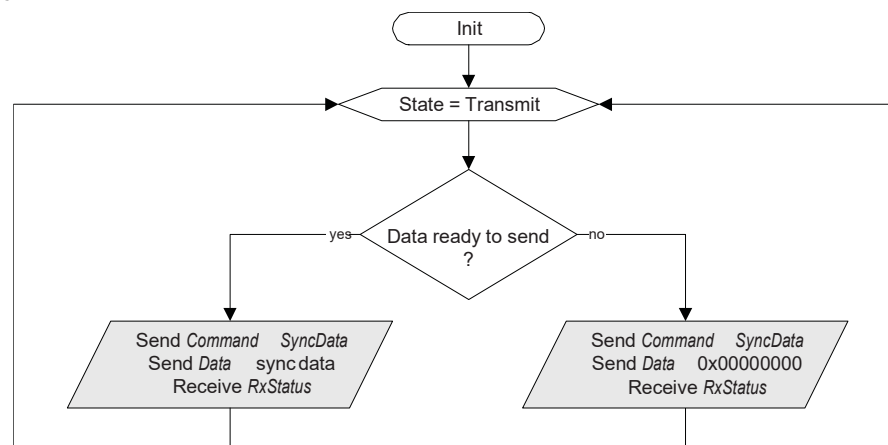 Init
State = Transmit
Data ready to send
?
yes
no
Send Command SyncData
Send Data sync data
Receive RxStatus
Send Command SyncData
Send Data 0x00000000
Receive RxStatus